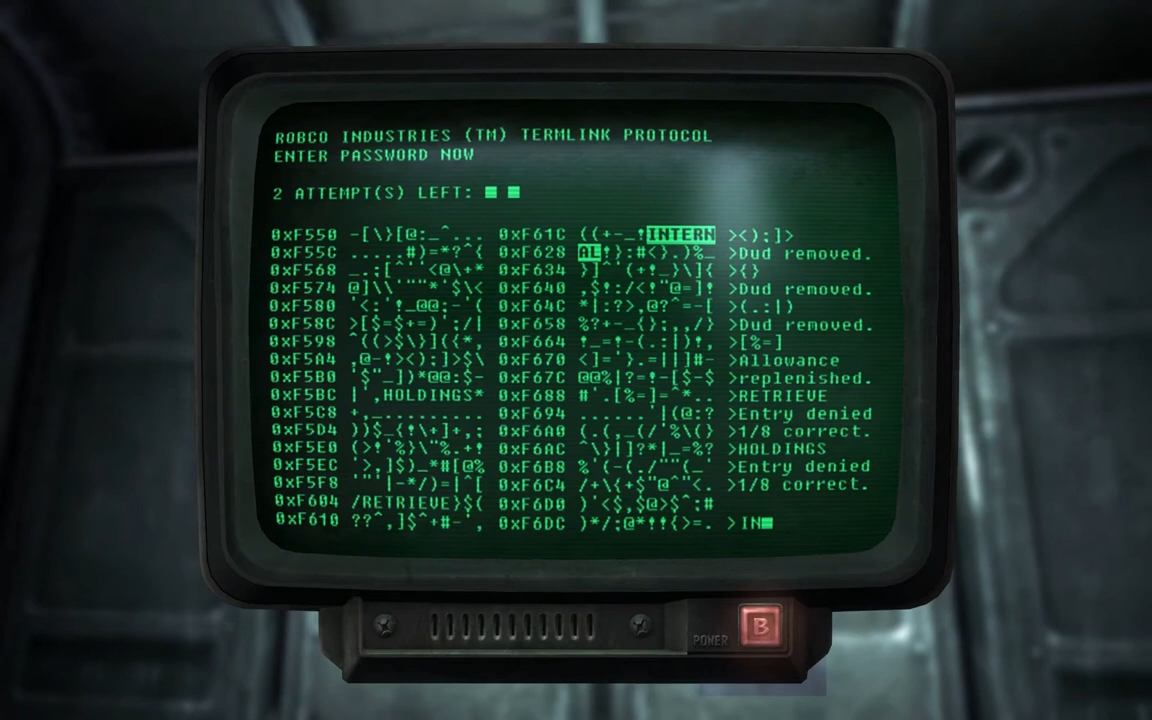 ROBCO INDUSTRIES (TM) TERMLINK PROTOCOL
ENTER PASSWORD NOW
2 ATTEMPT(S) LEFT:
0xF550 -[\}[@:_^... 0xF61C ((+-_!INTERN >><);]>
0xF55C .....#)=*?^{ 0xF628 AL!}:#<}.)%_ >Dud removed.
0xF568 _.;[^''<@\+* 0xF634 }]^'(+!_}\]{ >{}
0xF574 @]\\'""*'$\< 0xF640 ,$!:/<!"@=]! >Dud removed.
0xF580 '<:'!_@@;-'( 0xF64C *|:?>,@?^=-[ >(.:|)
0xF58C >[$=$+=)';/| 0xF658 %?+-_{};,,/} >Dud removed.
0xF598 ^((>$\}]({*, 0xF664 !_=!-(.:|)!, >[%=]
0xF5A4 ,@-!><);]>$\ 0xF670 <]='}.=||]#- >Allowance
0xF5B0 '$"_])*@@:$- 0xF67C @@%|?=!-[$-$ >replenished.
0xF5BC |',HOLDINGS* 0xF688 #'.[%=]=^*.. >RETRIEVE
0xF5C8 +,_......... 0xF694 ......'|(@:? >Entry denied
0xF5D4 ))$_{!\+]+,: 0xF6A0 (.(,_(/'%\(} >1/8 correct.
0xF5E0 (>!'%}\"%.+! 0xF6AC ^\}|]?*|_=%? >HOLDINGS
0xF5EC '>,]$)_*#[@% 0xF6B8 %'(-(./""(_' >Entry denied
0xF5F8 '"'|-*/)=|^[ 0xF6C4 /+\{+$"@^"<. >1/8 correct.
0xF604 /RETRIEVE}$( 0xF6D0 )'<$,$@>$^;#
0xF610 ??^,]$^+#-', 0xF6DC )*/;@*!!{>=. >IN
POWER
B